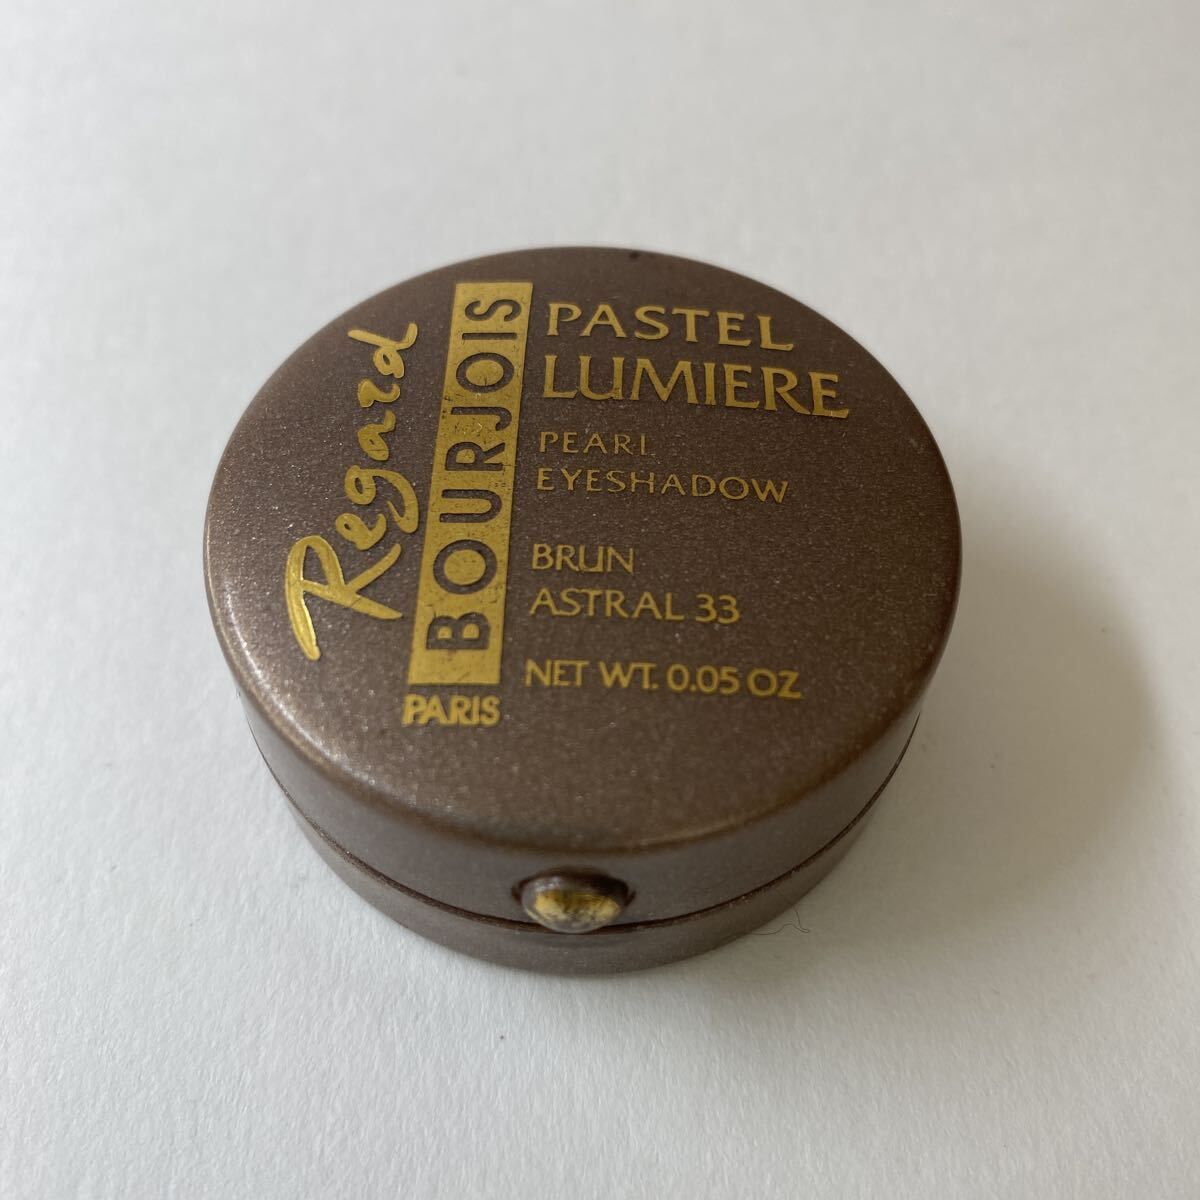 Regard
BOURJOIS
PARIS
PASTEL
LUMIERE
PEARL
EYESHADOW
BRUN
ASTRAL 33
NET WT. 0.05 OZ